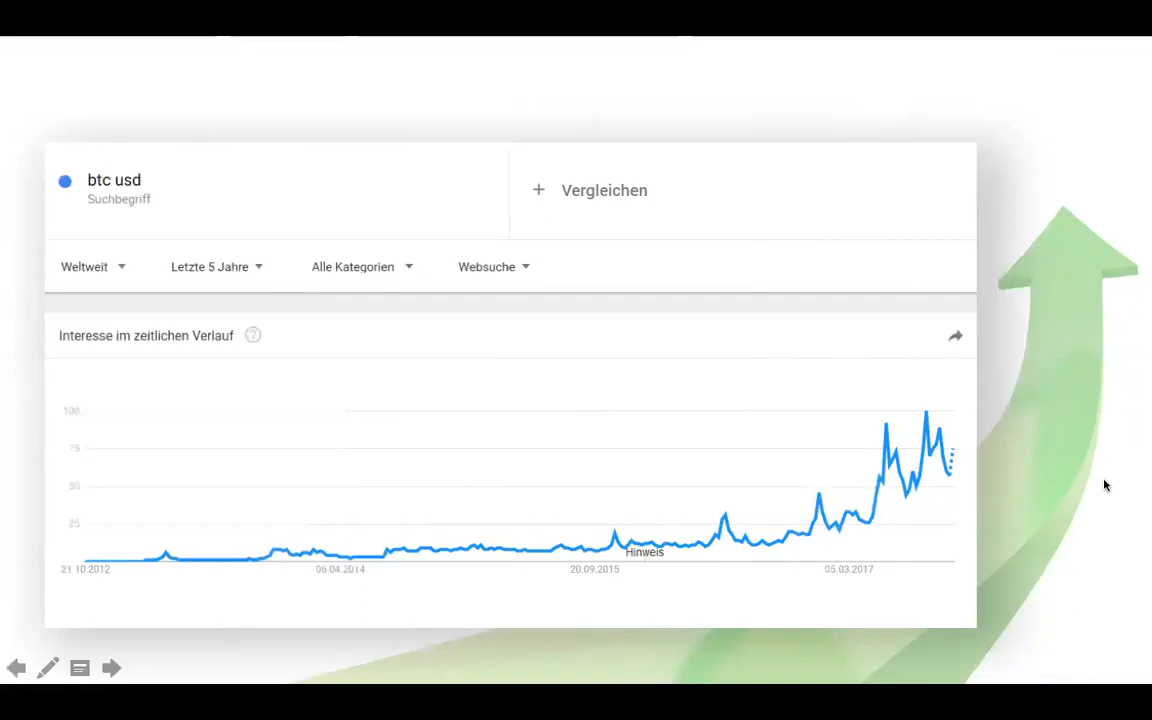 btc usd
Suchbegriff
+ Vergleichen
Weltweit
Letzte 5 Jahre
Alle Kategorien
Websuche
Interesse im zeitlichen Verlauf ?
100
75
50
25
Hinweis
21.10.2012
06.04.2014
20.09.2015
05.03.2017